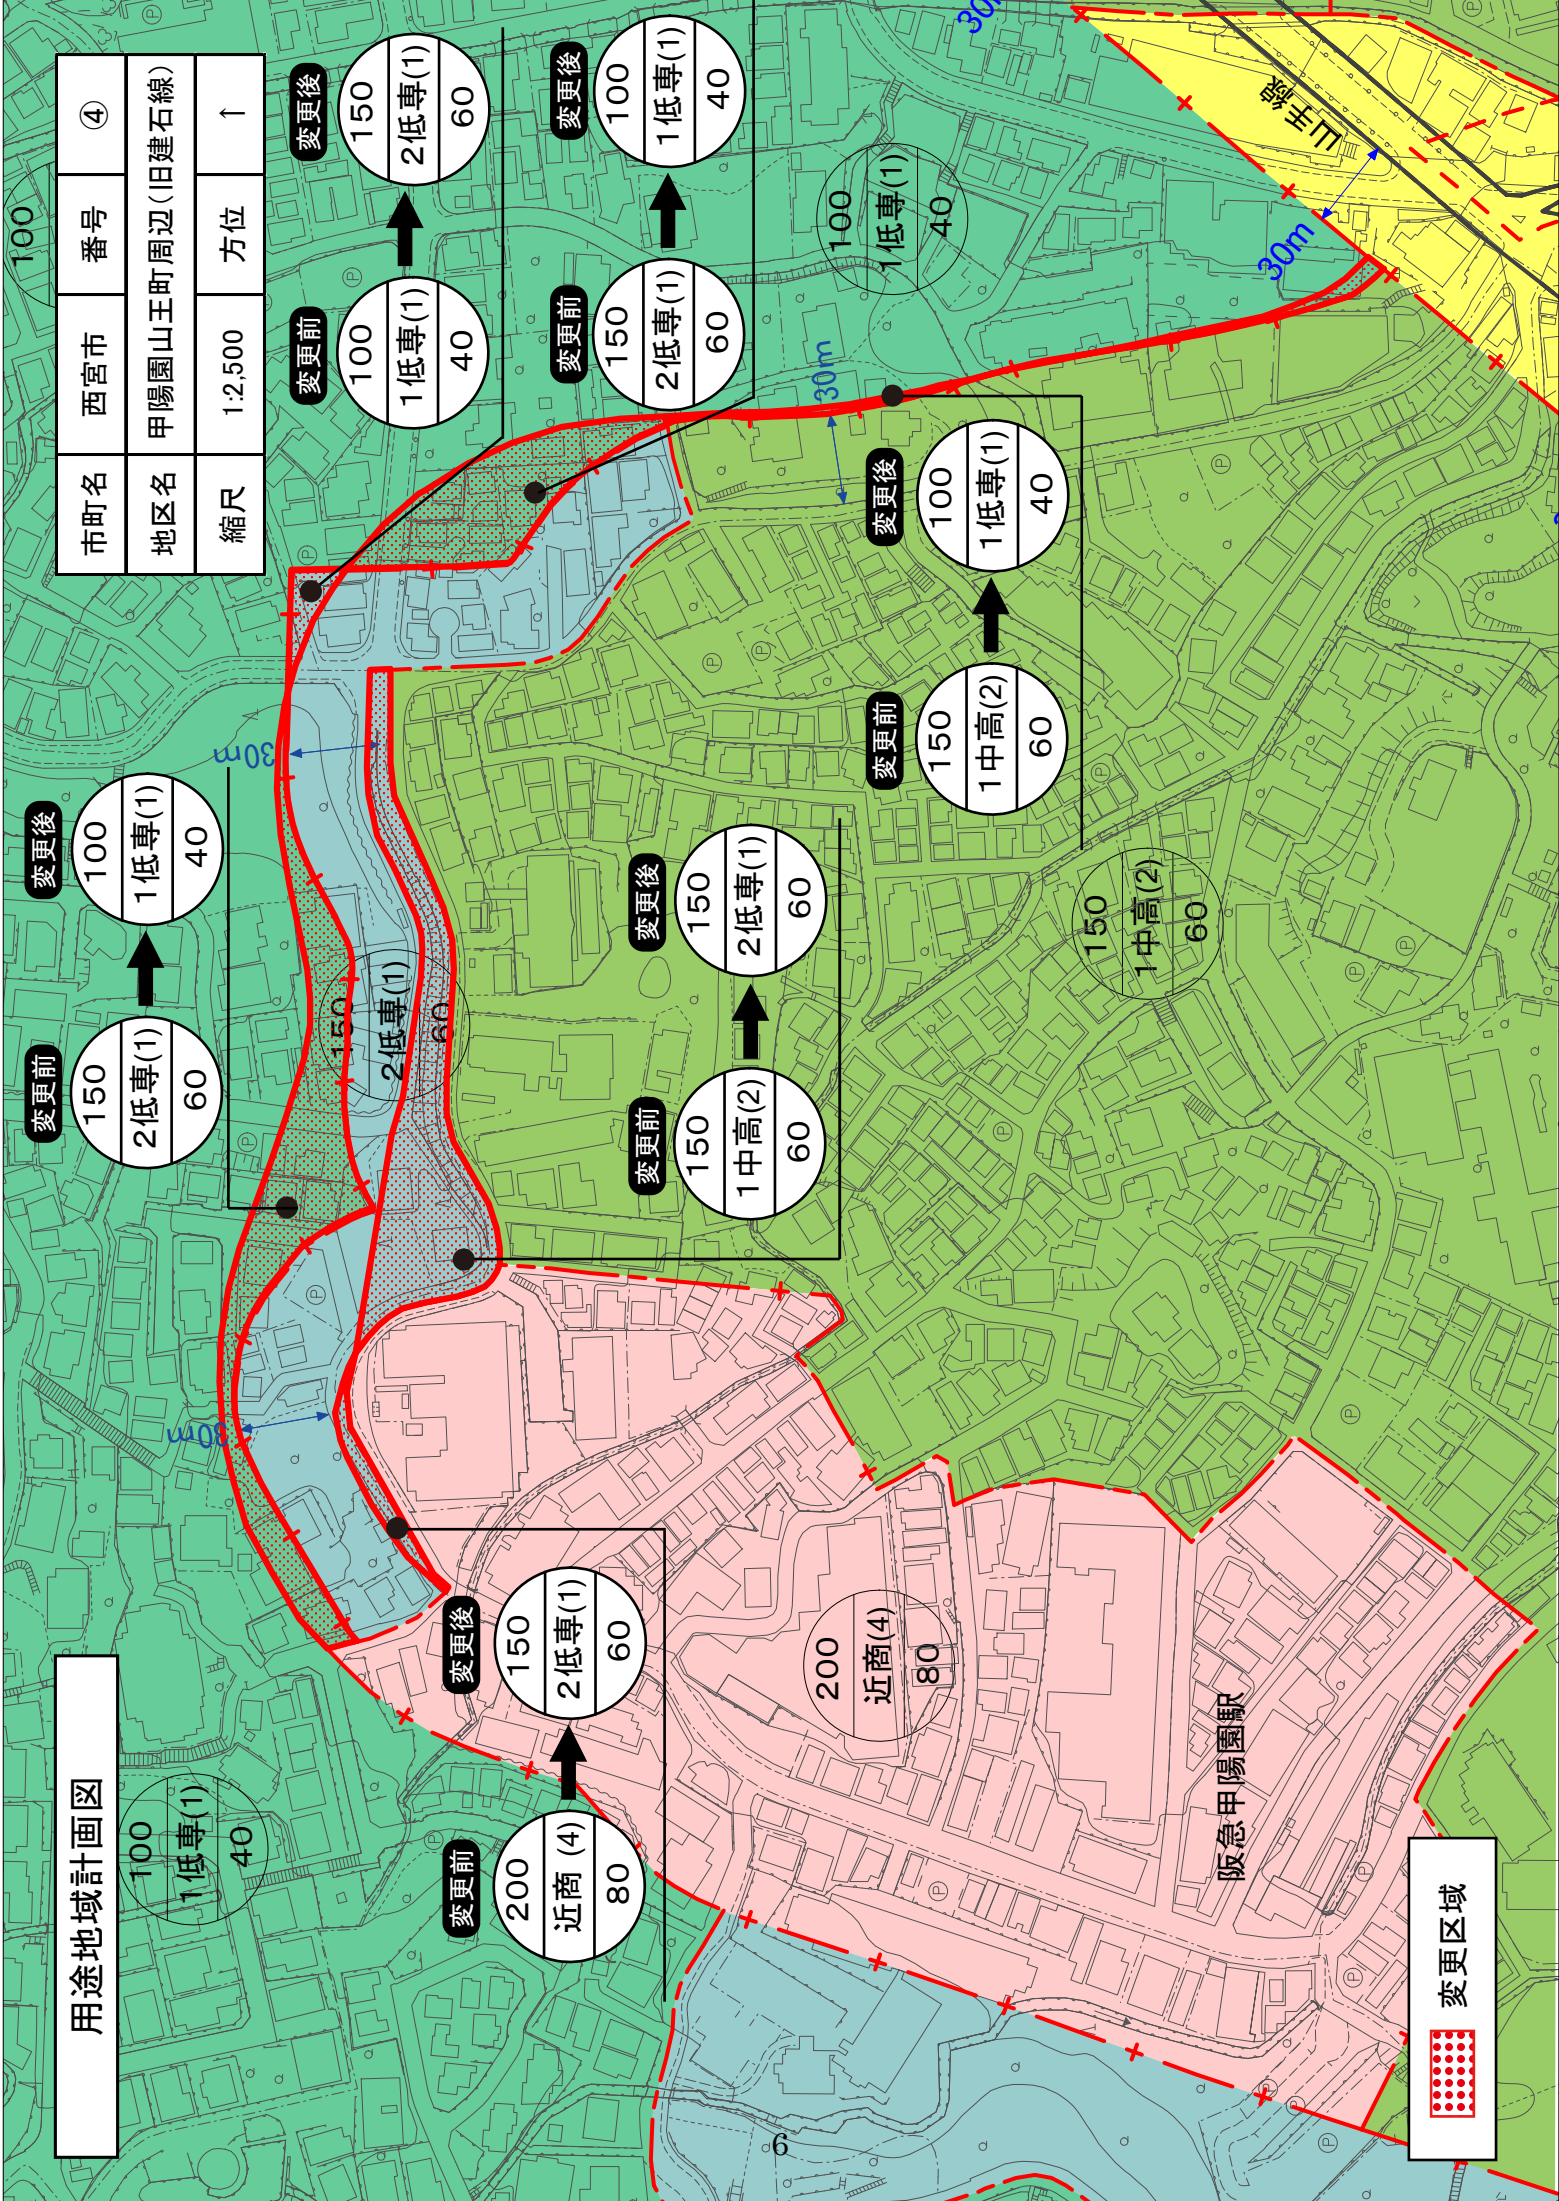 用途地域計画図
市町名 西宮市 番号 ④
地区名 甲陽園山王町周辺(旧建石線)
縮尺 1:2,500 方位 ↑
100
変更前
150
2低専(1)
60
変更後
100
1低専(1)
40
変更前
100
1低専(1)
40
変更後
150
2低専(1)
60
変更前
150
2低専(1)
60
変更後
100
1低専(1)
40
変更前
200
近商 (4)
80
変更後
150
2低専(1)
60
変更前
150
1中高(2)
60
変更後
150
2低専(1)
60
変更前
150
1中高(2)
60
変更後
100
1低専(1)
40
100
1低専(1)
40
150
2低専(1)
60
100
1低専(1)
40
200
近商(4)
80
150
1中高(2)
60
30m
30m
30m
30m
山手線
阪急甲陽園駅
変更区域
6